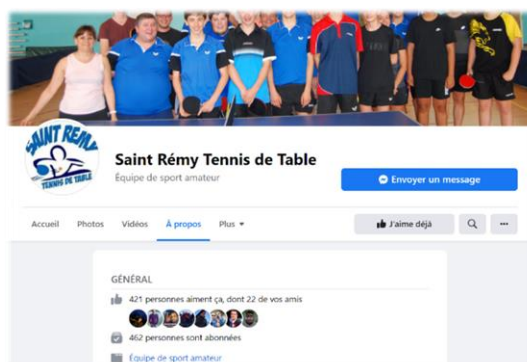 SAINT REMY
TENNIS DE TABLE
Saint Rémy Tennis de Table
Équipe de sport amateur
Envoyer un message
Accueil Photos Vidéos À propos Plus
J'aime déjà
GÉNÉRAL
421 personnes aiment ça, dont 22 de vos amis
462 personnes sont abonnées
Équipe de sport amateur